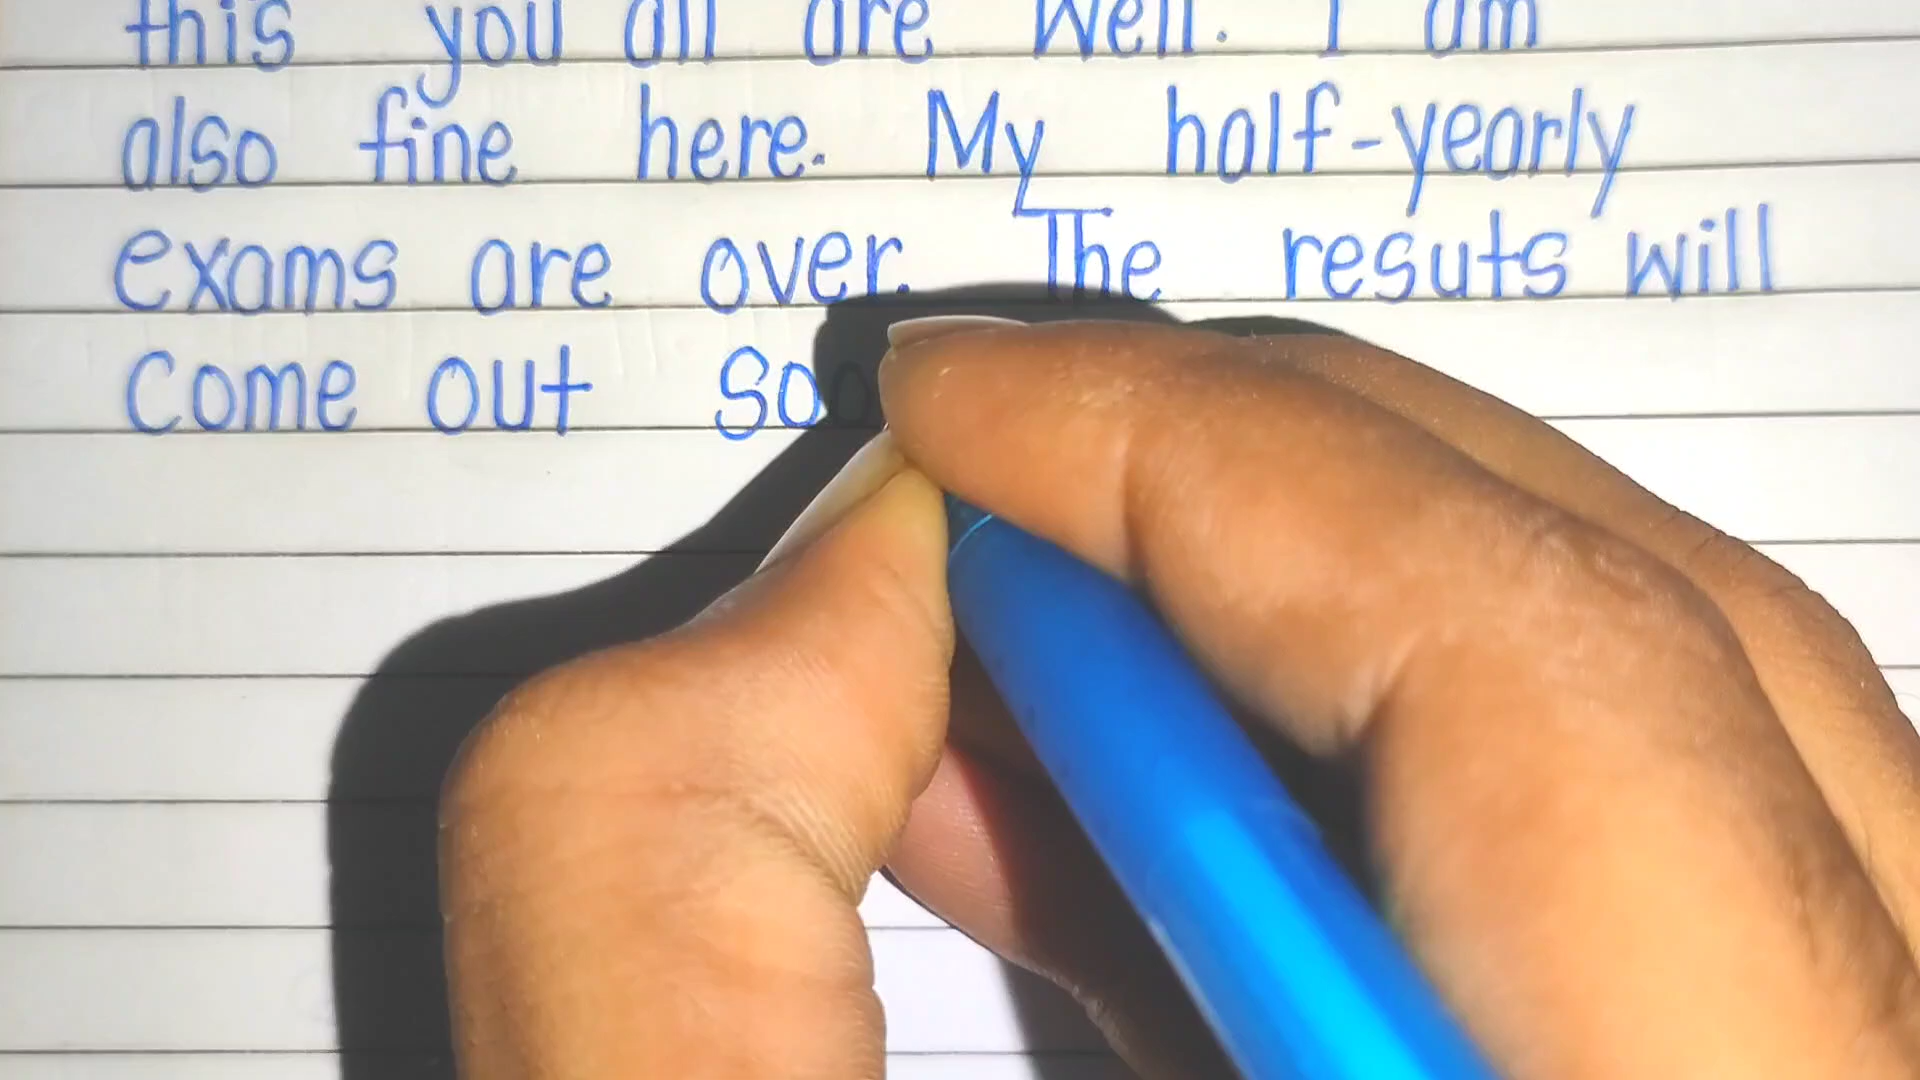 this you all are well. I am
also fine here. My half-yearly
exams are over. The resuts will
Come out soo